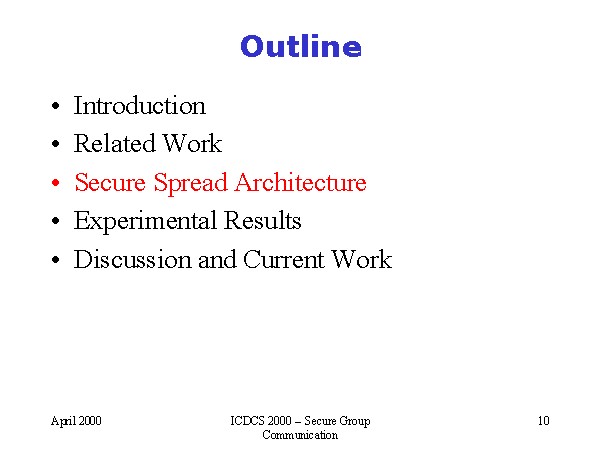 Outline
• Introduction
• Related Work
• Secure Spread Architecture
• Experimental Results
• Discussion and Current Work
April 2000
ICDCS 2000 – Secure Group
Communication
10